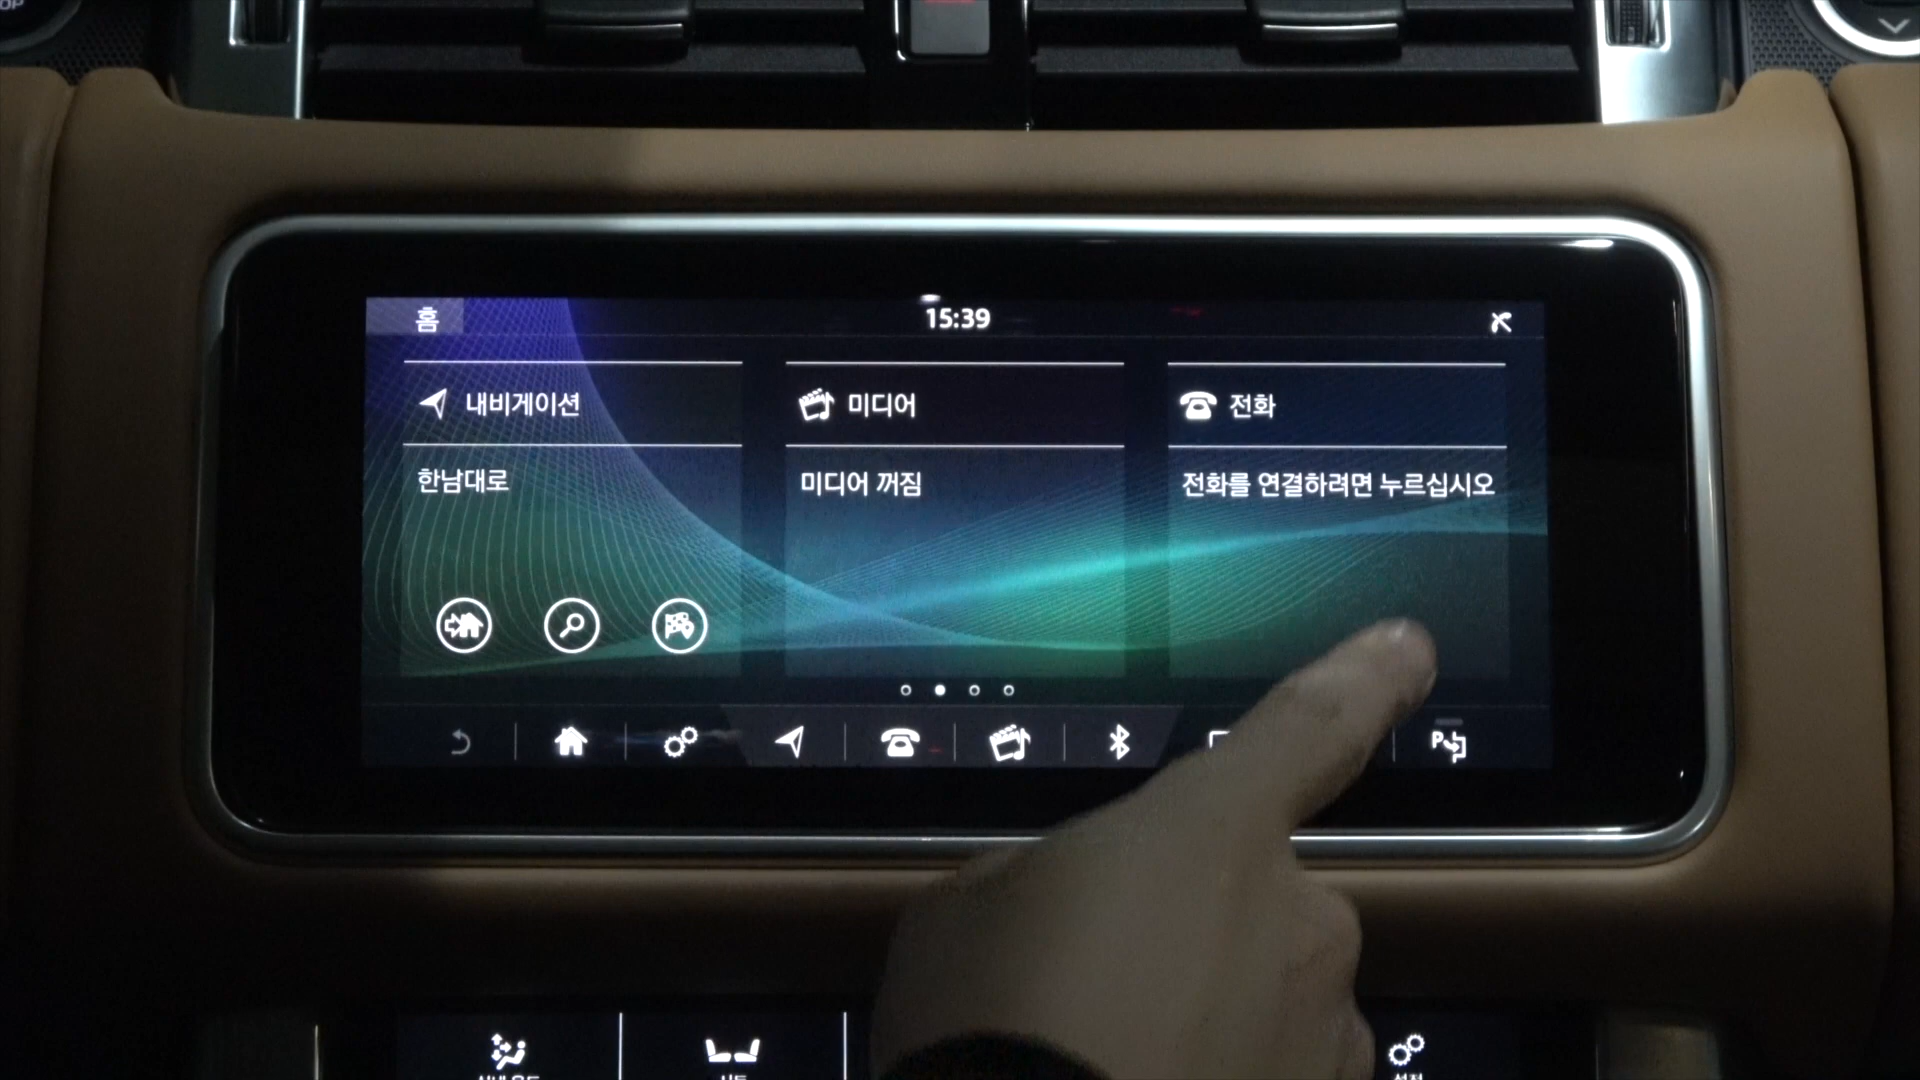 홈
15:39
내비게이션
미디어
전화
한남대로
미디어 꺼짐
전화를 연결하려면 누르십시오
P